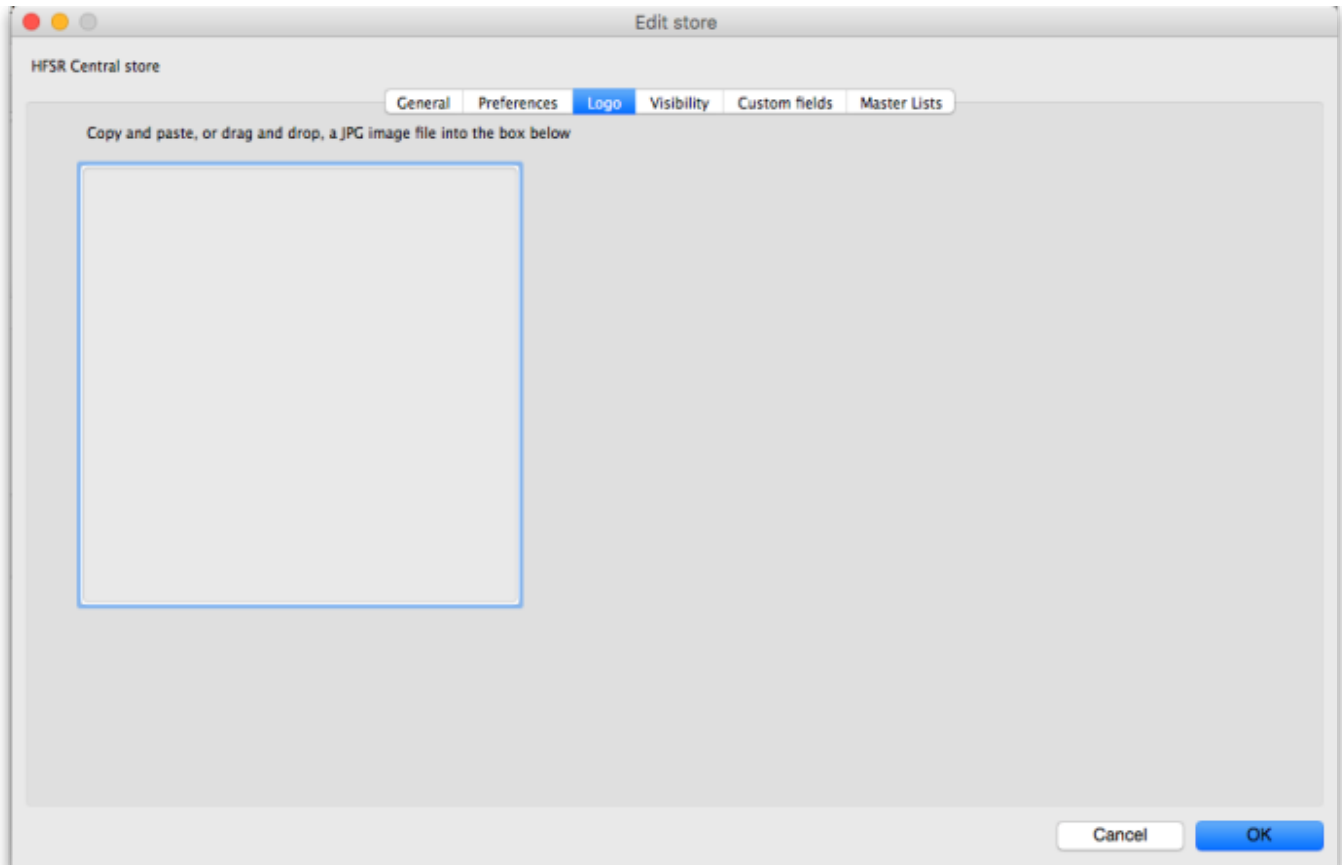 Edit store
HFSR Central store
General Preferences Logo Visibility Custom fields Master Lists
Copy and paste, or drag and drop, a JPG image file into the box below
Cancel OK